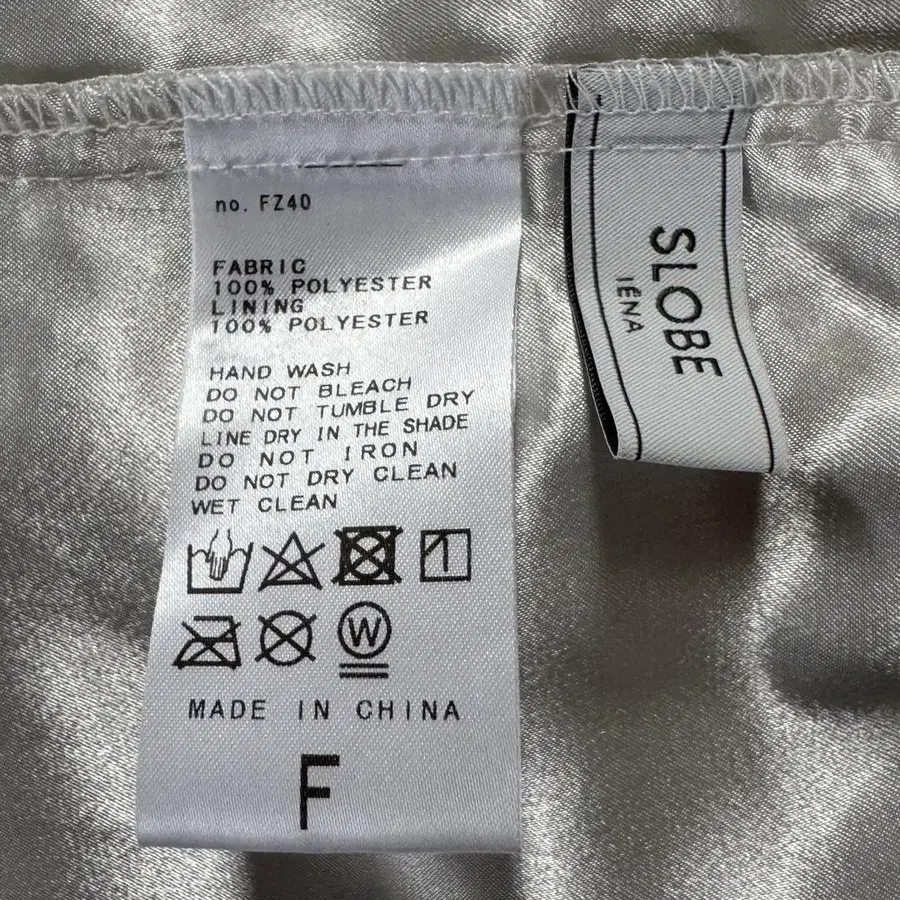 no. FZ40
FABRIC
100% POLYESTER
LINING
100% POLYESTER
HAND WASH
DO NOT BLEACH
DO NOT TUMBLE DRY
LINE DRY IN THE SHADE
DO NOT IRON
DO NOT DRY CLEAN
WET CLEAN
W
MADE IN CHINA
F
SLOBE
IÉNA